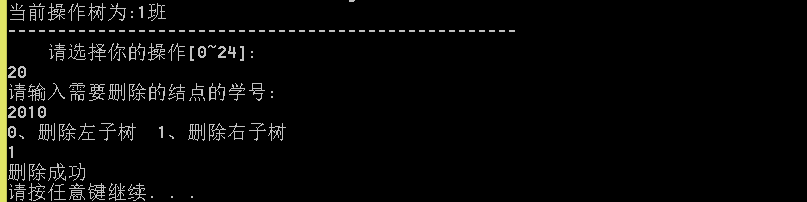 当前操作树为:1班
---------------------------------------------------
请选择你的操作[0~24]:
20
请输入需要删除的结点的学号:
2010
0、删除左子树  1、删除右子树
1
删除成功
请按任意键继续. . .